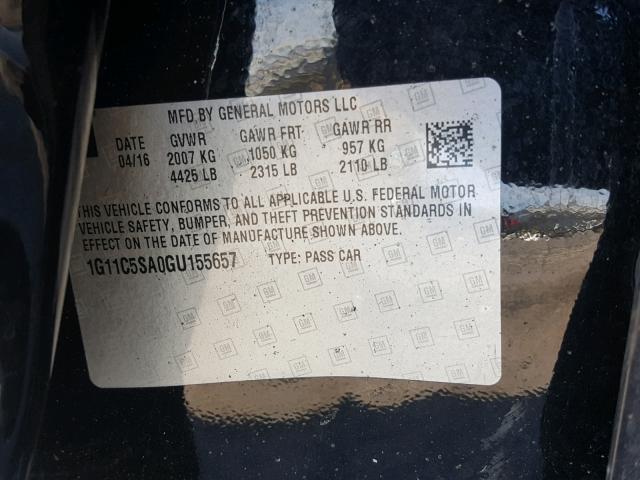 MFD BY GENERAL MOTORS LLC
DATE GVWR GAWR FRT GAWR RR
04/16 2007 KG 1050 KG 957 KG
4425 LB 2315 LB 2110 LB
THIS VEHICLE CONFORMS TO ALL APPLICABLE U.S. FEDERAL MOTOR
VEHICLE SAFETY, BUMPER, AND THEFT PREVENTION STANDARDS IN
EFFECT ON THE DATE OF MANUFACTURE SHOWN ABOVE.
1G11C5SA0GU155657 TYPE: PASS CAR